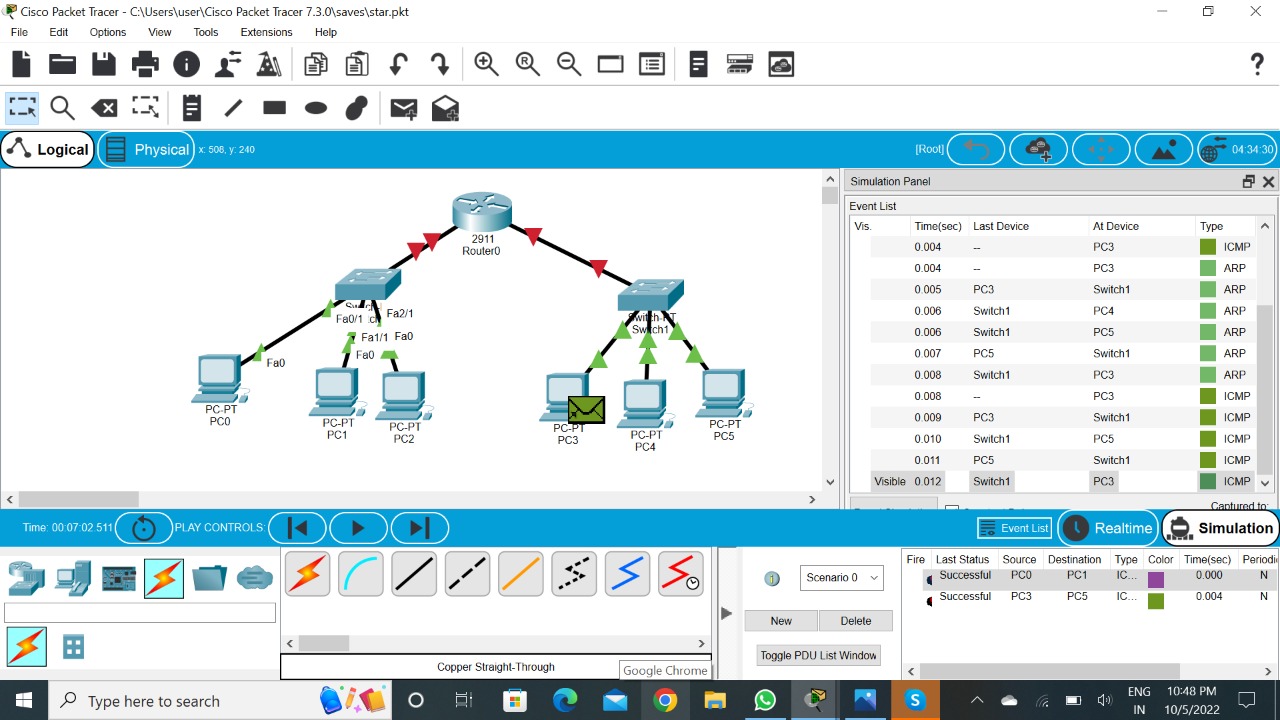 Cisco Packet Tracer - C:\Users\user\Cisco Packet Tracer 7.3.0\saves\star.pkt
File Edit Options View Tools Extensions Help
Logical Physical x: 508, y: 240 [Root] 04:34:30
2911
Router0
Fa0/1
Fa2/1
Fa1/1
Fa0
Fa0
Fa0
Switch-PT
Switch1
PC-PT
PC0
PC-PT
PC1
PC-PT
PC2
PC-PT
PC3
PC-PT
PC4
PC-PT
PC5
Simulation Panel
Event List
Vis. Time(sec) Last Device At Device Type
0.004 -- PC3 ICMP
0.004 -- PC3 ARP
0.005 PC3 Switch1 ARP
0.006 Switch1 PC4 ARP
0.006 Switch1 PC5 ARP
0.007 PC5 Switch1 ARP
0.008 Switch1 PC3 ARP
0.008 -- PC3 ICMP
0.009 PC3 Switch1 ICMP
0.010 Switch1 PC5 ICMP
0.011 PC5 Switch1 ICMP
Visible 0.012 Switch1 PC3 ICMP
Captured to:
Time: 00:07:02.511 PLAY CONTROLS: Event List Realtime Simulation
Scenario 0
New Delete
Toggle PDU List Window
Fire Last Status Source Destination Type Color Time(sec) Periodi
Successful PC0 PC1 IC... 0.000 N
Successful PC3 PC5 IC... 0.004 N
Copper Straight-Through
Google Chrome
Type here to search
ENG
IN
10:48 PM
10/5/2022